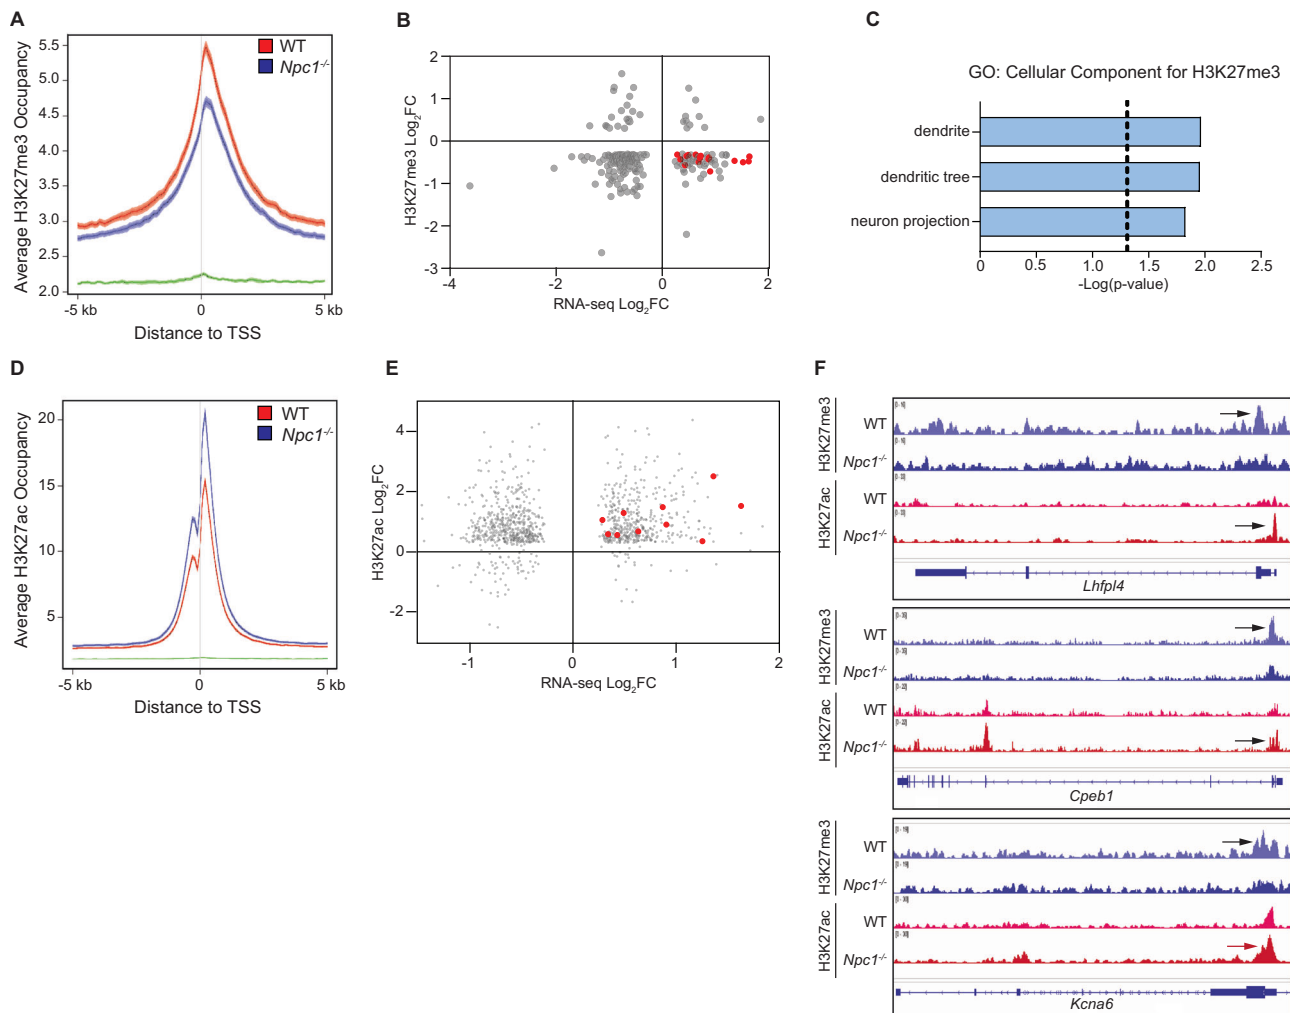 A
WT
Npc1-/-
Average H3K27me3 Occupancy
5.5
5.0
4.5
4.0
3.5
3.0
2.5
2.0
-5 kb
0
5 kb
Distance to TSS
B
H3K27me3 Log2FC
2
1
0
-1
-2
-3
-4
-2
0
2
RNA-seq Log2FC
C
GO: Cellular Component for H3K27me3
dendrite
dendritic tree
neuron projection
0
0.5
1.0
1.5
2.0
2.5
-Log(p-value)
D
WT
Npc1-/-
Average H3K27ac Occupancy
20
15
10
5
-5 kb
0
5 kb
Distance to TSS
E
H3K27ac Log2FC
4
2
0
-2
-1
0
1
2
RNA-seq Log2FC
F
H3K27me3
WT
Npc1-/-
H3K27ac
WT
Npc1-/-
Lhfpl4
H3K27me3
WT
Npc1-/-
H3K27ac
WT
Npc1-/-
Cpeb1
H3K27me3
WT
Npc1-/-
H3K27ac
WT
Npc1-/-
Kcna6